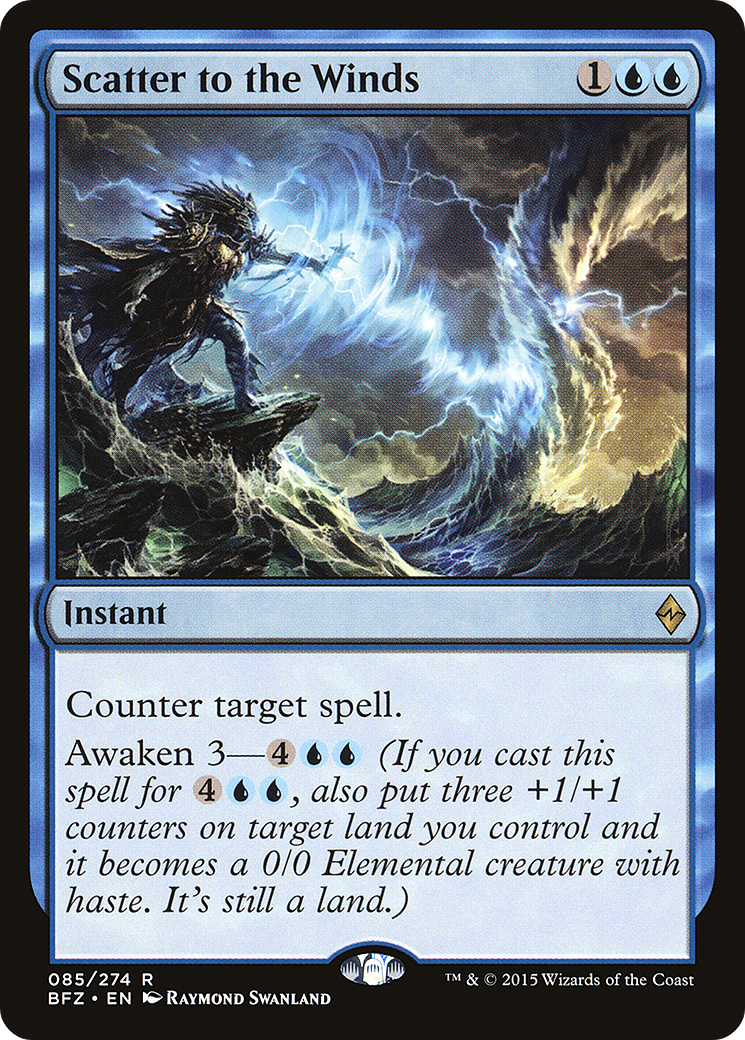 Scatter to the Winds 1
Instant
Counter target spell.
Awaken 3—4 (If you cast this
spell for 4 , also put three +1/+1
counters on target land you control and
it becomes a 0/0 Elemental creature with
haste. It's still a land.)
085/274 R
BFZ • EN Raymond Swanland
™ & © 2015 Wizards of the Coast